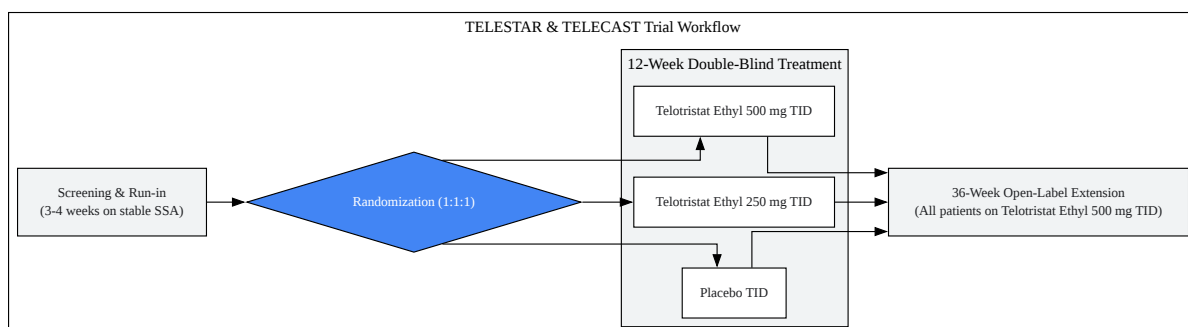 TELESTAR & TELECAST Trial Workflow
12-Week Double-Blind Treatment
Telotristat Ethyl 500 mg TID
Screening & Run-in
(3-4 weeks on stable SSA)
Randomization (1:1:1)
Telotristat Ethyl 250 mg TID
36-Week Open-Label Extension
(All patients on Telotristat Ethyl 500 mg TID)
Placebo TID